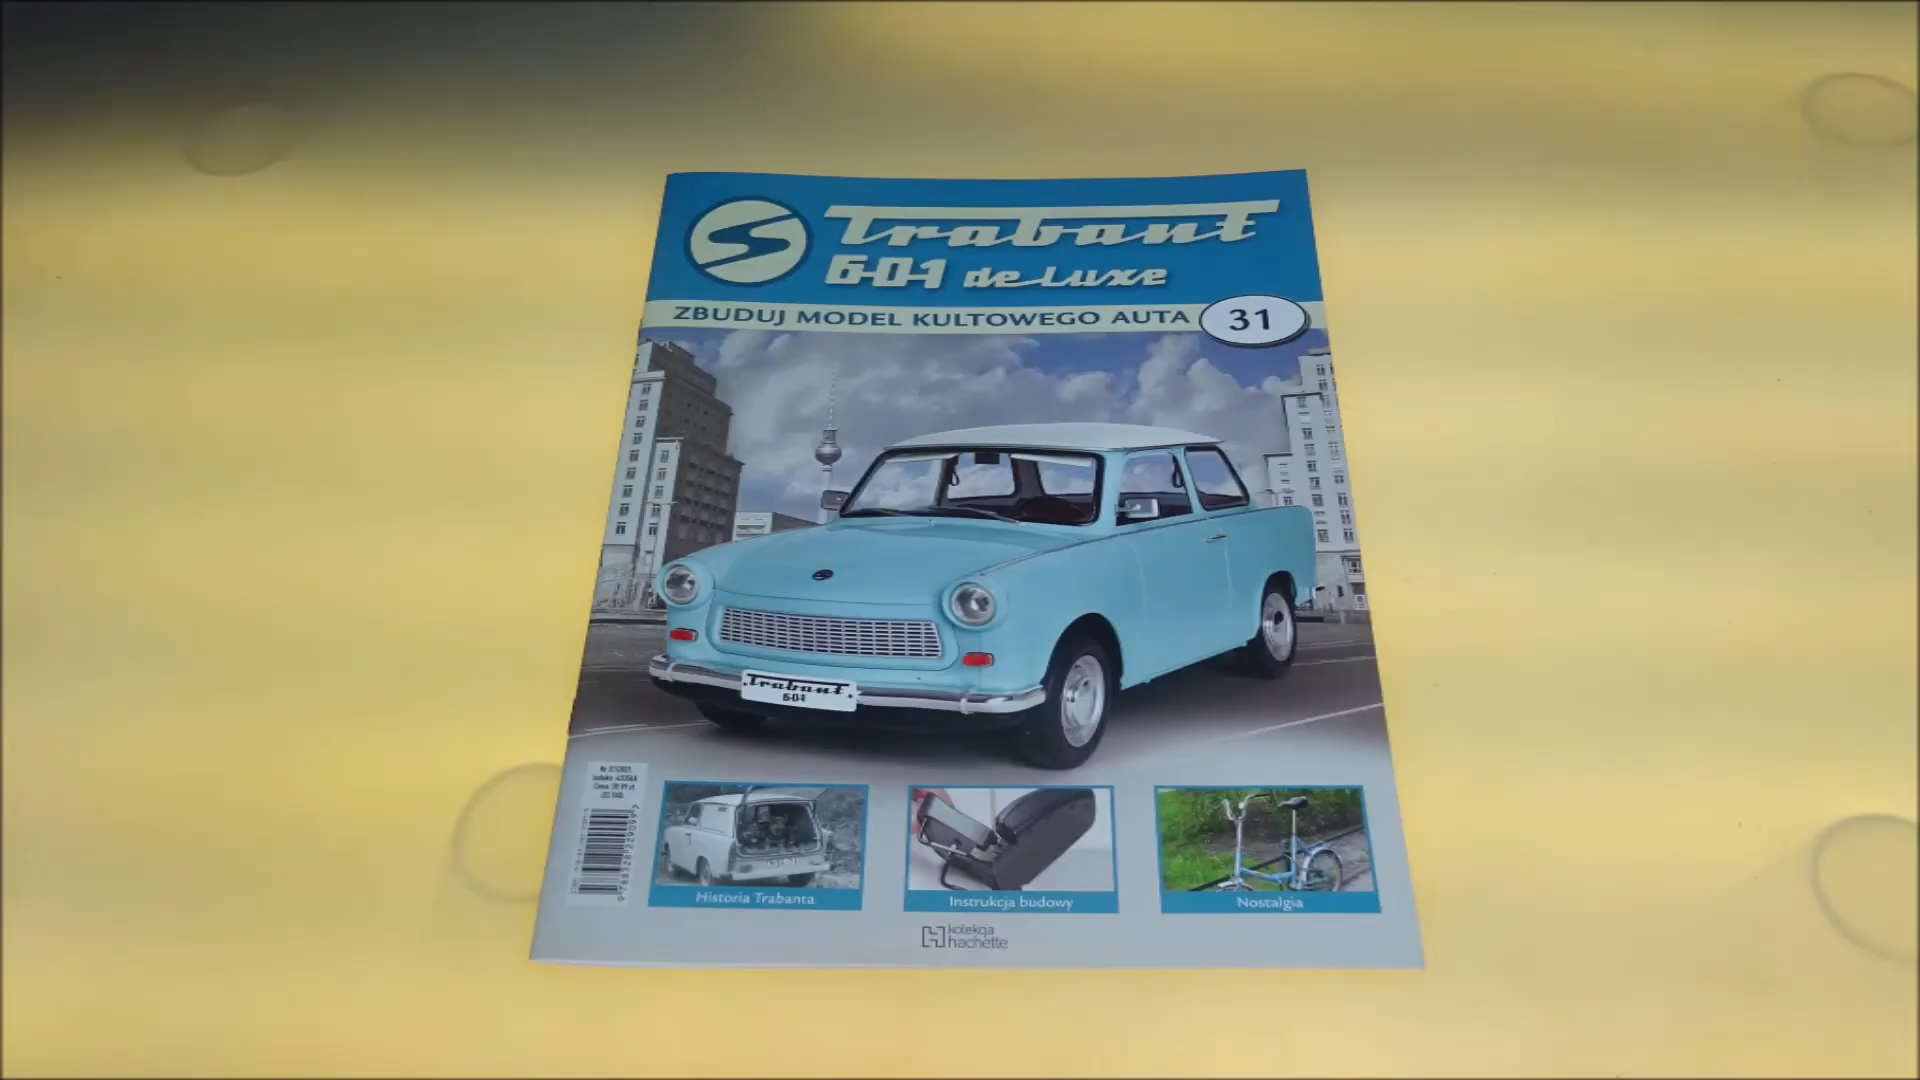 Trabant
601 de luxe
ZBUDUJ MODEL KULTOWEGO AUTA
31
Trabant
601
Historia Trabanta
Instrukcja budowy
Nostalgia
kolekcja
hachette